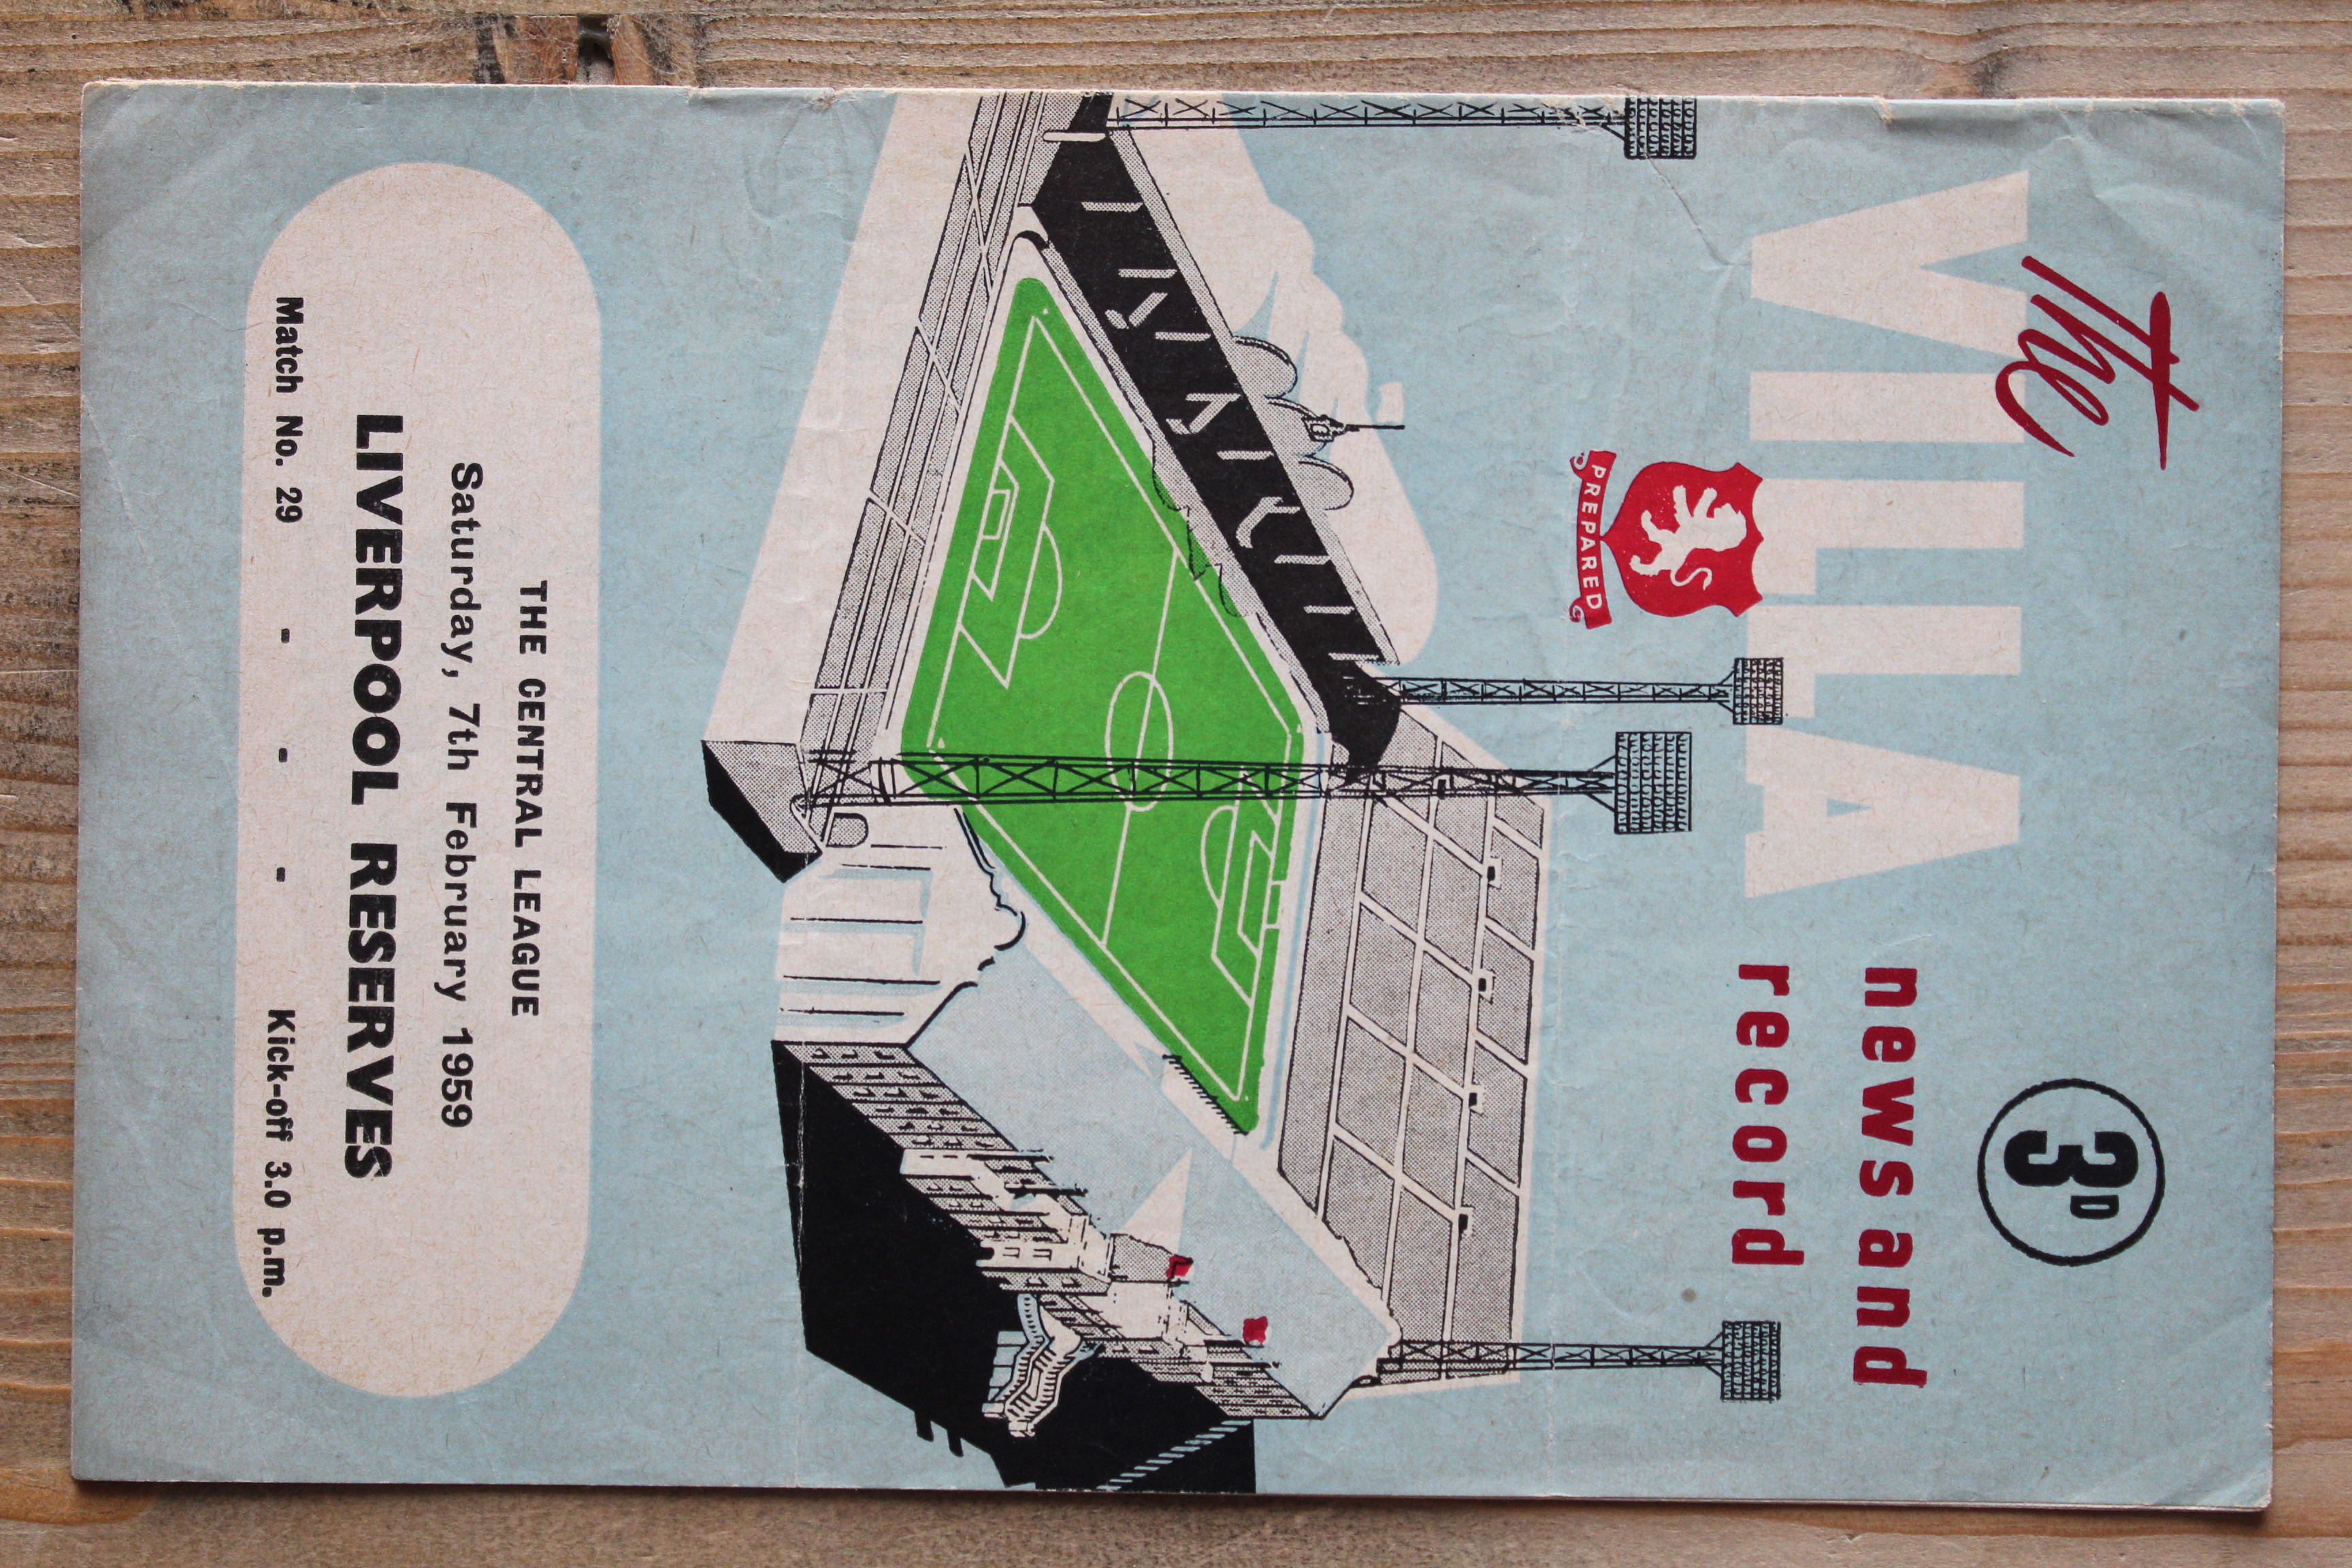 The
VILLA
news and
record
3D
PREPARED
THE CENTRAL LEAGUE
Saturday, 7th February 1959
LIVERPOOL RESERVES
Match No. 29 - - - Kick-off 3.0 p.m.